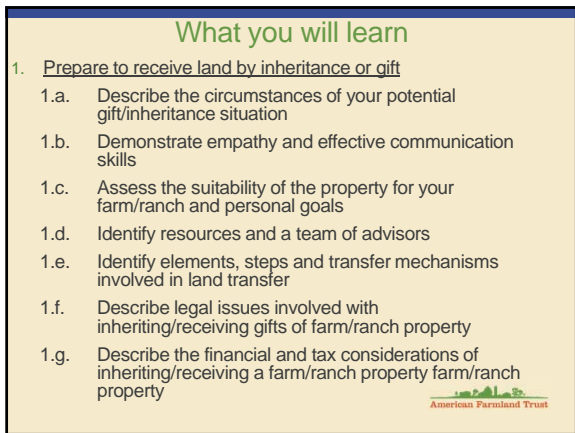 What you will learn
1. Prepare to receive land by inheritance or gift
1.a. Describe the circumstances of your potential
gift/inheritance situation
1.b. Demonstrate empathy and effective communication
skills
1.c. Assess the suitability of the property for your
farm/ranch and personal goals
1.d. Identify resources and a team of advisors
1.e. Identify elements, steps and transfer mechanisms
involved in land transfer
1.f. Describe legal issues involved with
inheriting/receiving gifts of farm/ranch property
1.g. Describe the financial and tax considerations of
inheriting/receiving a farm/ranch property farm/ranch
property
American Farmland Trust